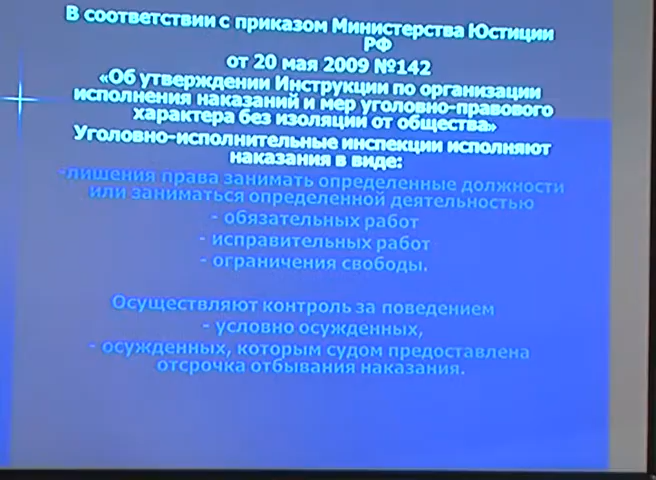 В соответствии с приказом Министерства Юстиции
РФ
от 20 мая 2009 №142
«Об утверждении Инструкции по организации
исполнения наказаний и мер уголовно-правового
характера без изоляции от общества»
Уголовно-исполнительные инспекции исполняют
наказания в виде:
-лишения права занимать определенные должности
или заниматься определенной деятельностью
- обязательных работ
- исправительных работ
- ограничения свободы.
Осуществляют контроль за поведением
- условно осужденных,
- осужденных, которым судом предоставлена
отсрочка отбывания наказания.